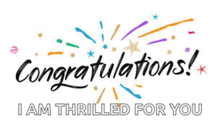 Congratulations!
I AM THRILLED FOR YOU